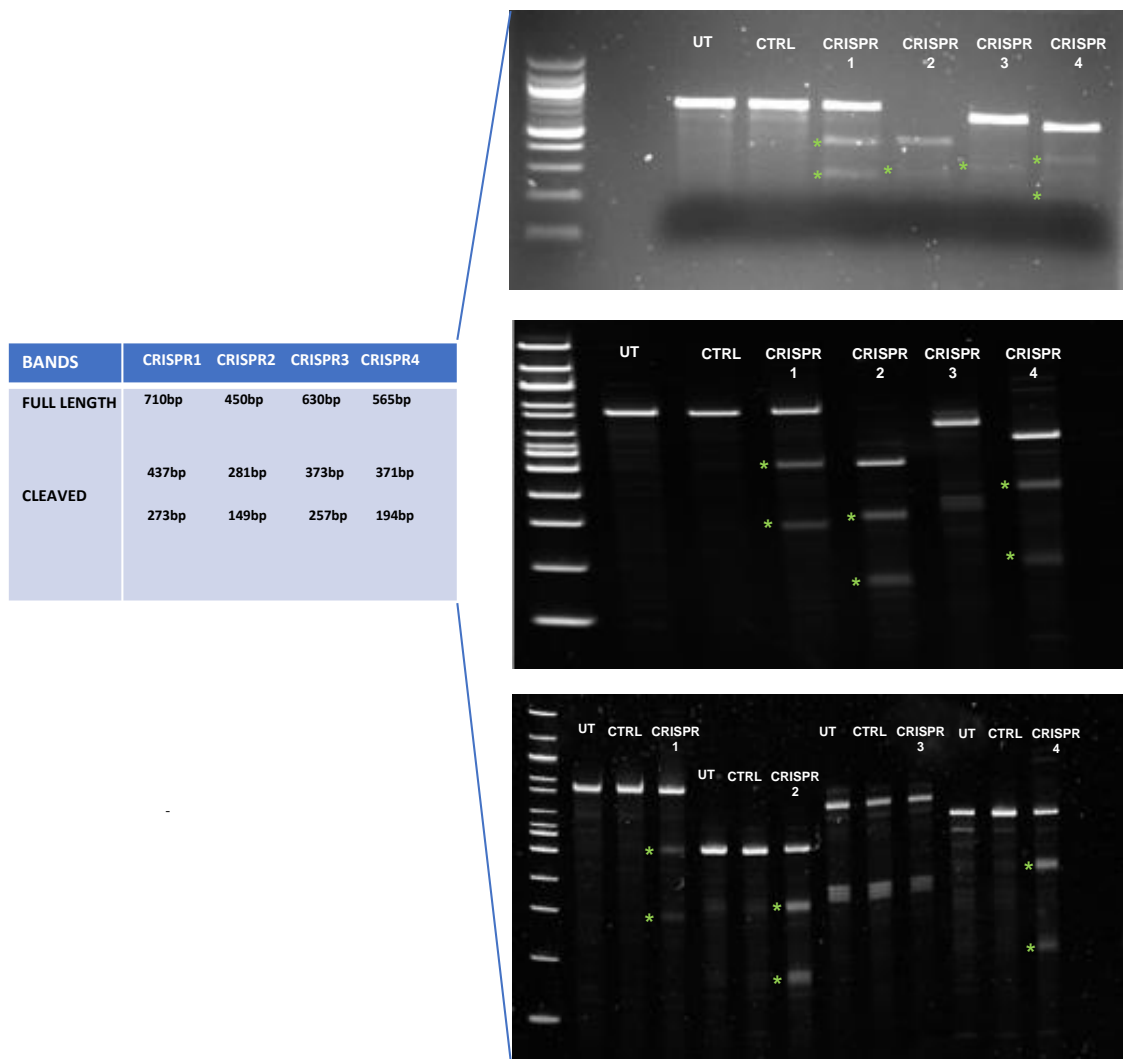 UT CTRL CRISPR 1 CRISPR 2 CRISPR 3 CRISPR 4
* * * * * *
UT CTRL CRISPR 1 CRISPR 2 CRISPR 3 CRISPR 4
* * * * * *
BANDS CRISPR1 CRISPR2 CRISPR3 CRISPR4
FULL LENGTH 710bp 450bp 630bp 565bp
437bp 281bp 373bp 371bp
CLEAVED
273bp 149bp 257bp 194bp
UT CTRL CRISPR 1 UT CTRL CRISPR 2 UT CTRL CRISPR 3 UT CTRL CRISPR 4
* * * * * *
-